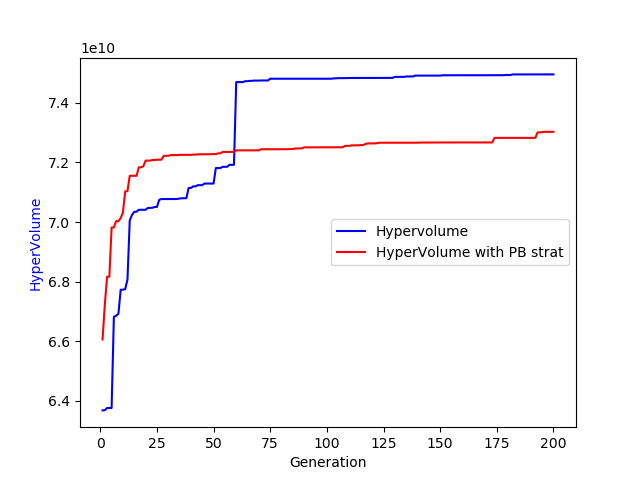 1e10
7.4
7.2
7.0
6.8
6.6
6.4
HyperVolume
Hypervolume
HyperVolume with PB strat
0 25 50 75 100 125 150 175 200
Generation